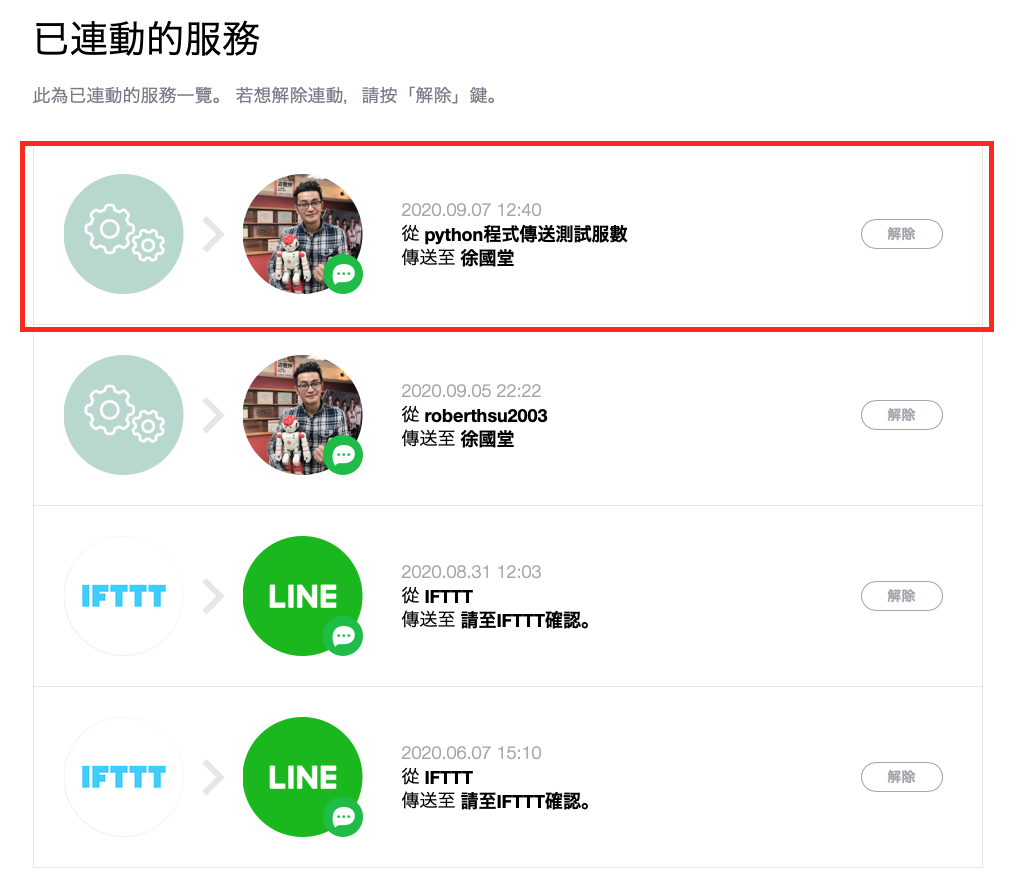 已連動的服務
此為已連動的服務一覽。 若想解除連動，請按「解除」鍵。
2020.09.07 12:40
從 python程式傳送測試服數
傳送至 徐國堂
解除
2020.09.05 22:22
從 roberthsu2003
傳送至 徐國堂
解除
IFTTT
LINE
2020.08.31 12:03
從 IFTTT
傳送至 請至IFTTT確認。
解除
IFTTT
LINE
2020.06.07 15:10
從 IFTTT
傳送至 請至IFTTT確認。
解除